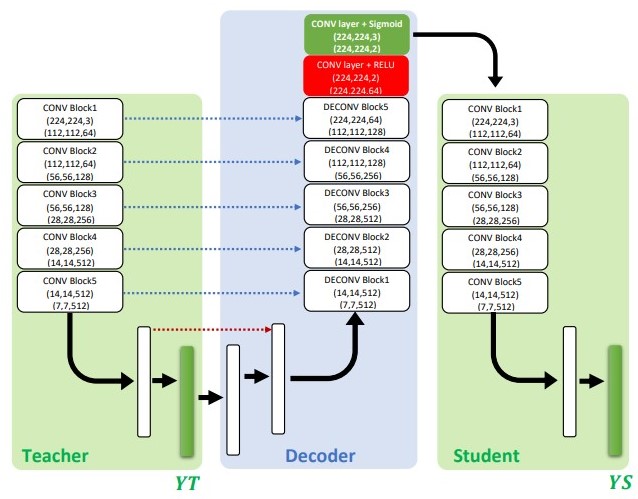 CONV layer + Sigmoid
(224,224,3)
(224,224,2)
CONV layer + RELU
(224,224,2)
(224,224,64)
CONV Block1
(224,224,3)
(112,112,64)
CONV Block2
(112,112,64)
(56,56,128)
CONV Block3
(56,56,128)
(28,28,256)
CONV Block4
(28,28,256)
(14,14,512)
CONV Block5
(14,14,512)
(7,7,512)
DECONV Block5
(224,224,64)
(112,112,128)
DECONV Block4
(112,112,128)
(56,56,256)
DECONV Block3
(56,56,256)
(28,28,512)
DECONV Block2
(28,28,512)
(14,14,512)
DECONV Block1
(14,14,512)
(7,7,512)
CONV Block1
(224,224,3)
(112,112,64)
CONV Block2
(112,112,64)
(56,56,128)
CONV Block3
(56,56,128)
(28,28,256)
CONV Block4
(28,28,256)
(14,14,512)
CONV Block5
(14,14,512)
(7,7,512)
Teacher
Decoder
Student
YT
YS